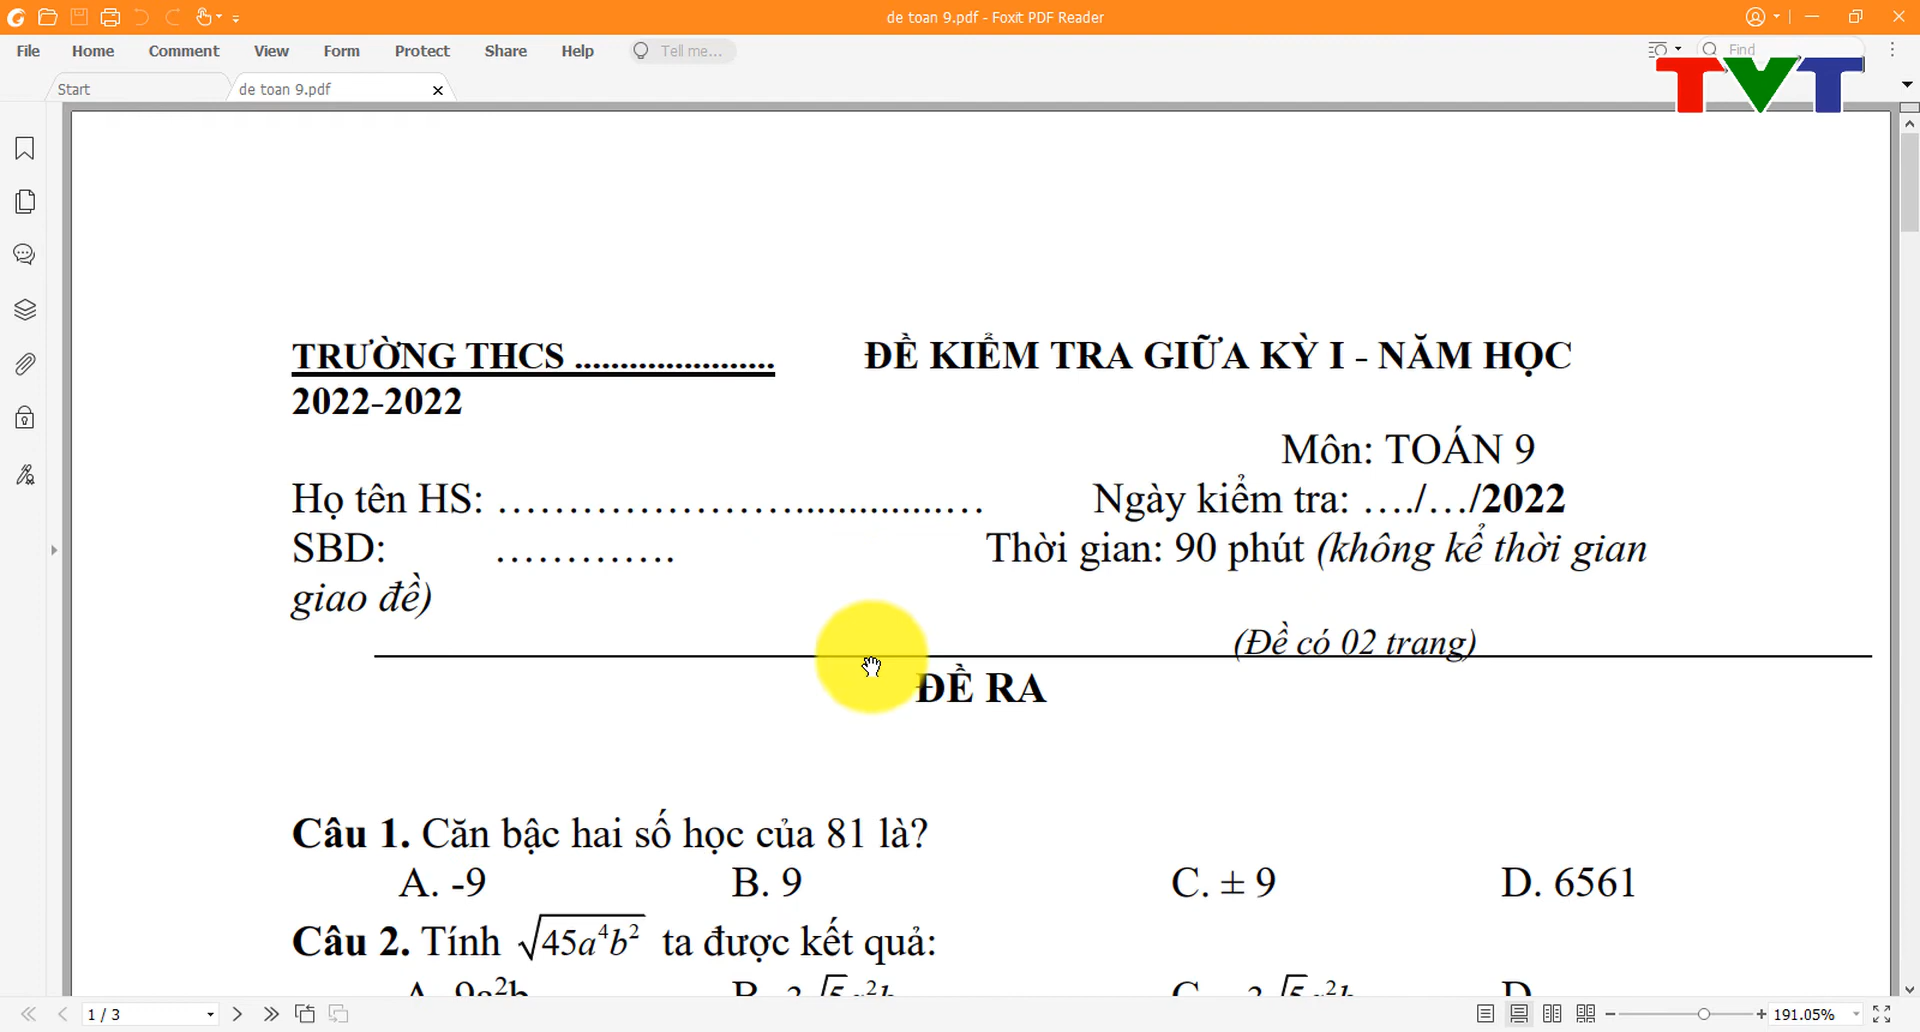 de toan 9.pdf - Foxit PDF Reader
File Home Comment View Form Protect Share Help Tell me... Find
TVT
Start de toan 9.pdf
TRƯỜNG THCS ...................... ĐỀ KIỂM TRA GIỮA KỲ I - NĂM HỌC
2022-2022
Môn: TOÁN 9
Họ tên HS: …………………................… Ngày kiểm tra: …./…/2022
SBD: …………. Thời gian: 90 phút (không kể thời gian
giao đề)
(Đề có 02 trang)
ĐỀ RA
Câu 1. Căn bậc hai số học của 81 là?
A. -9 B. 9 C. ± 9 D. 6561
Câu 2. Tính √45a⁴b² ta được kết quả:
1 / 3 191.05%